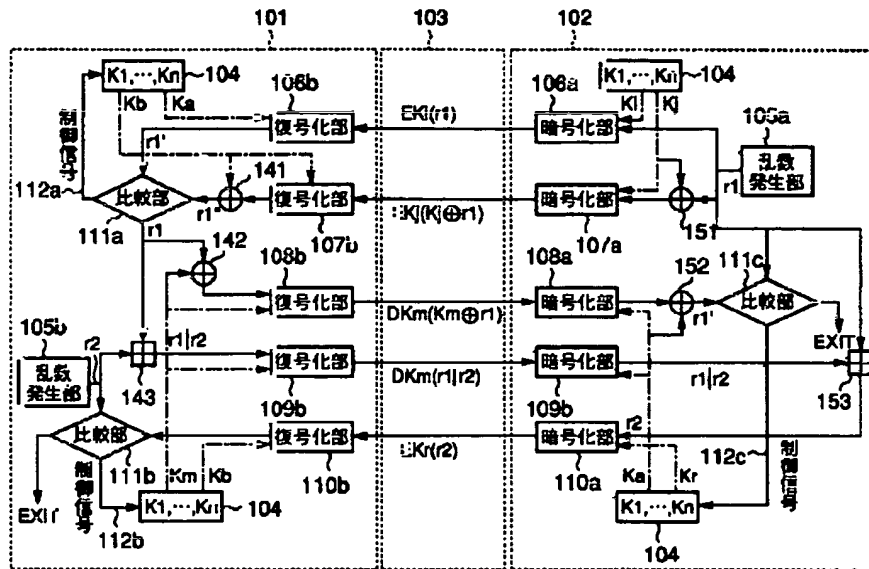 101
103
102
K1,…,Kn
104
106b
106a
K1,…,Kn
104
Kb
Ka
Ki
Kj
105a
制御信号
復号化部
EKi(r1)
暗号化部
乱数
発生部
r1'
r1
112a
比較部
141
復号化部
EKj(Kj⊕r1)
暗号化部
151
r1"
111a
107b
107a
r1
142
108b
108a
152
111c
復号化部
DKm(Km⊕r1)
暗号化部
比較部
r1'
EXIT
105b
r2
r1|r2
乱数
発生部
143
復号化部
DKm(r1|r2)
暗号化部
r1|r2
153
109b
109b
r2
比較部
復号化部
EKr(r2)
暗号化部
111b
Km
Kb
110b
110a
Ka
Kr
112c
制御信号
EXIT
制御信号
K1,…,Kn
104
112b
K1,…,Kn
104